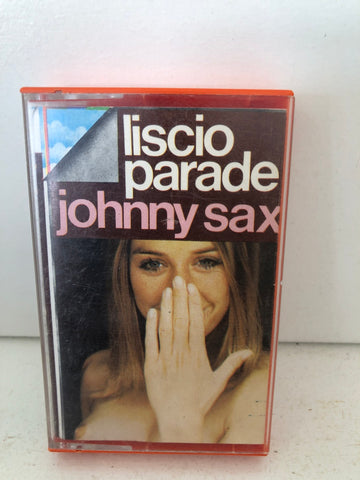 liscio
parade
johnny sax